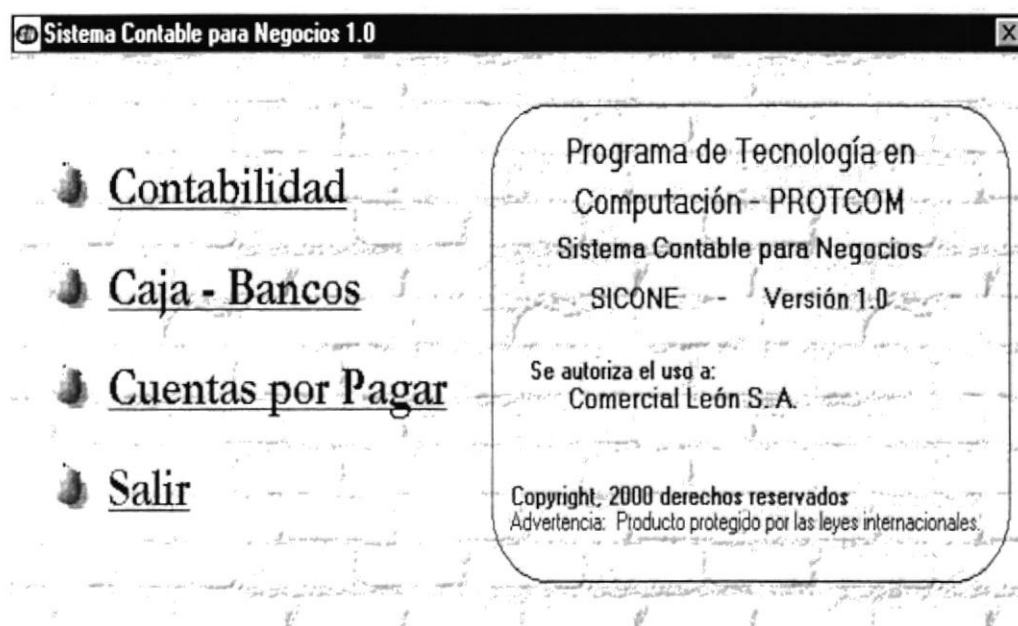 Sistema Contable para Negocios 1.0
Contabilidad
Caja - Bancos
Cuentas por Pagar
Salir
Programa de Tecnología en
Computación - PROTCOM
Sistema Contable para Negocios
SICONE - Versión 1.0
Se autoriza el uso a:
Comercial León S. A.
Copyright, 2000 derechos reservados
Advertencia: Producto protegido por las leyes internacionales.